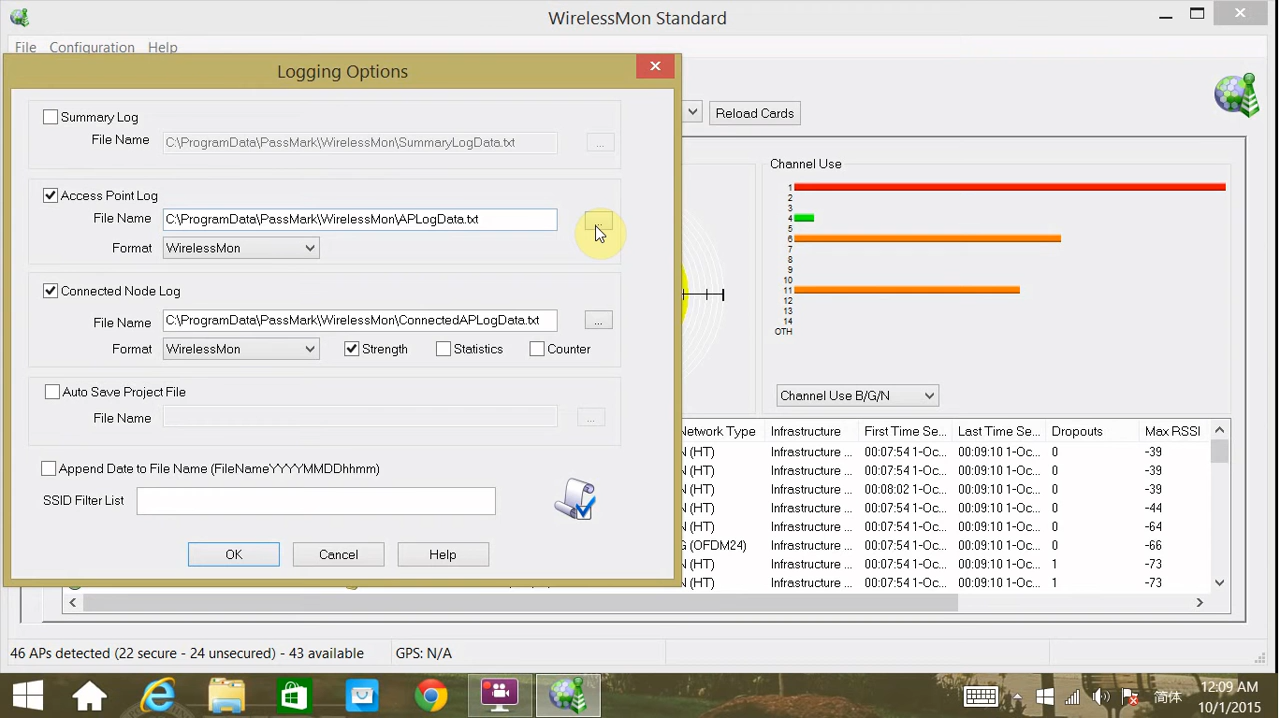 WirelessMon Standard
File Configuration Help
Logging Options
Reload Cards
Summary Log
File Name C:\ProgramData\PassMark\WirelessMon\SummaryLogData.txt ...
Access Point Log
File Name C:\ProgramData\PassMark\WirelessMon\APLogData.txt
Format WirelessMon
Connected Node Log
File Name C:\ProgramData\PassMark\WirelessMon\ConnectedAPLogData.txt ...
Format WirelessMon Strength Statistics Counter
Auto Save Project File
File Name ...
Append Date to File Name (FileNameYYYYMMDDhhmm)
SSID Filter List
OK Cancel Help
Channel Use
1
2
3
4
5
6
7
8
9
10
11
12
13
14
OTH
Channel Use B/G/N
Network Type Infrastructure First Time Se... Last Time Se... Dropouts Max RSSI
N (HT) Infrastructure ... 00:07:54 1-Oc... 00:09:10 1-Oc... 0 -39
N (HT) Infrastructure ... 00:07:54 1-Oc... 00:09:10 1-Oc... 0 -39
N (HT) Infrastructure ... 00:08:02 1-Oc... 00:09:10 1-Oc... 0 -39
N (HT) Infrastructure ... 00:07:54 1-Oc... 00:09:10 1-Oc... 0 -44
N (HT) Infrastructure ... 00:07:54 1-Oc... 00:09:10 1-Oc... 0 -64
G (OFDM24) Infrastructure ... 00:07:54 1-Oc... 00:09:10 1-Oc... 0 -66
N (HT) Infrastructure ... 00:07:54 1-Oc... 00:09:10 1-Oc... 1 -73
N (HT) Infrastructure ... 00:07:54 1-Oc... 00:09:10 1-Oc... 1 -73
46 APs detected (22 secure - 24 unsecured) - 43 available GPS: N/A
简体
12:09 AM
10/1/2015